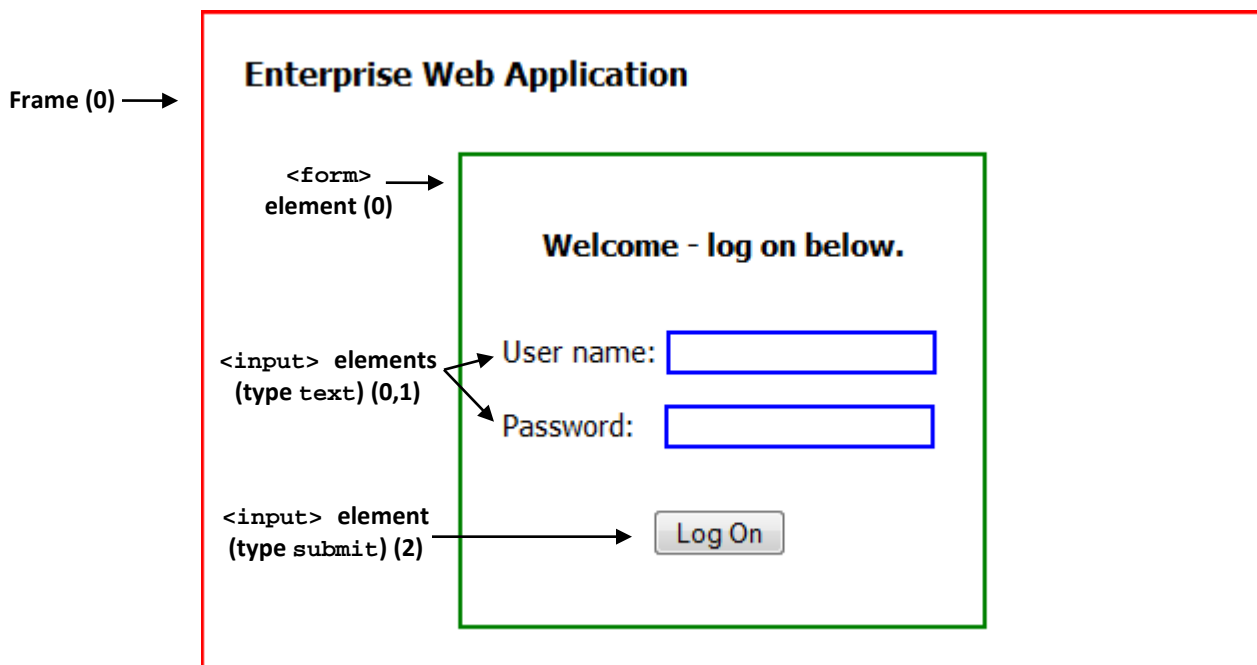 Enterprise Web Application
Frame (0)
<form>
element (0)
Welcome - log on below.
<input> elements
(type text) (0,1)
User name:
Password:
<input> element
(type submit) (2)
Log On